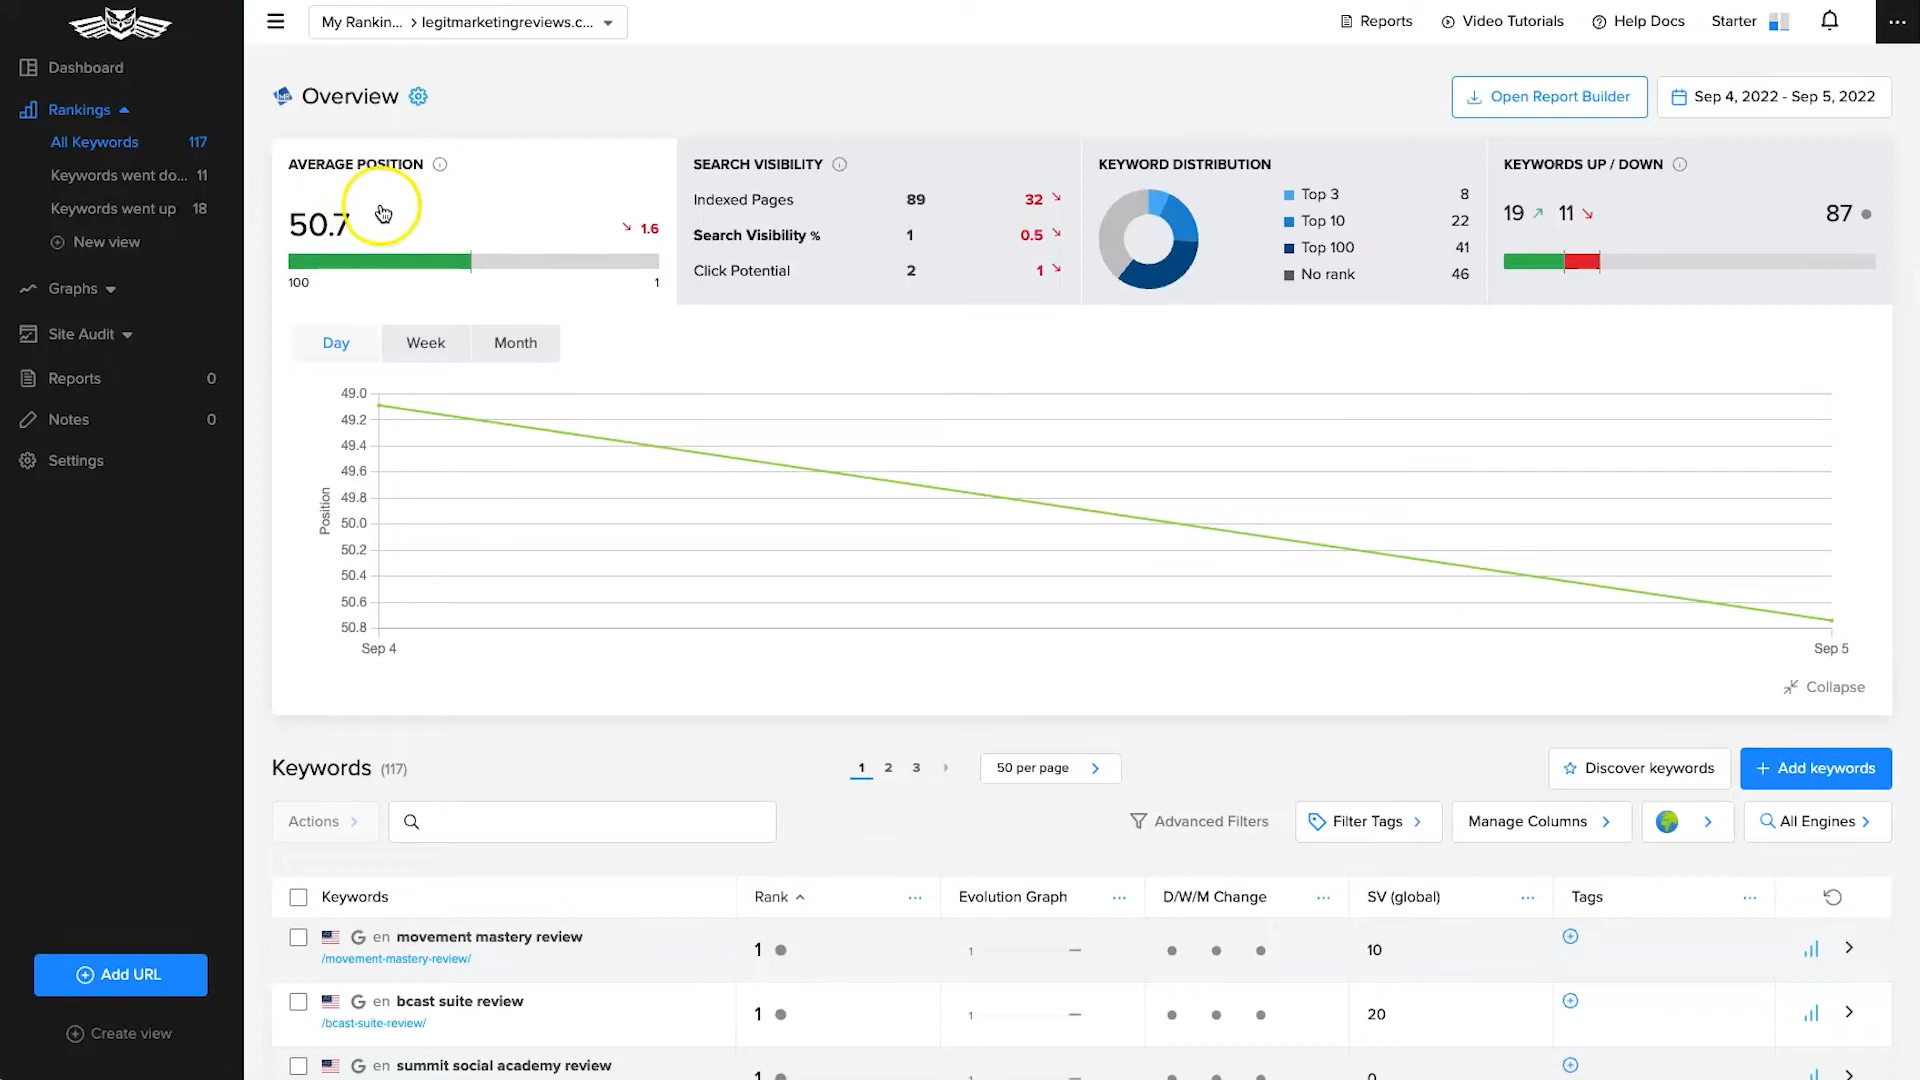 My Rankin... > legitmarketingreviews.c...
Reports
Video Tutorials
Help Docs
Starter
Dashboard
Rankings
All Keywords 117
Keywords went do... 11
Keywords went up 18
New view
Graphs
Site Audit
Reports 0
Notes 0
Settings
Add URL
Create view
Overview
Open Report Builder
Sep 4, 2022 - Sep 5, 2022
AVERAGE POSITION
50.7
1.6
100 1
SEARCH VISIBILITY
Indexed Pages 89 32
Search Visibility % 1 0.5
Click Potential 2 1
KEYWORD DISTRIBUTION
Top 3 8
Top 10 22
Top 100 41
No rank 46
KEYWORDS UP / DOWN
19 11 87
Day Week Month
49.0
49.2
49.4
49.6
49.8
50.0
50.2
50.4
50.6
50.8
Position
Sep 4 Sep 5
Collapse
Keywords (117)
1 2 3
50 per page
Discover keywords
+ Add keywords
Actions
Advanced Filters
Filter Tags
Manage Columns
All Engines
Keywords Rank Evolution Graph D/W/M Change SV (global) Tags
G en movement mastery review 1 1 10
/movement-mastery-review/
G en bcast suite review 1 1 20
/bcast-suite-review/
G en summit social academy review 1 1 0